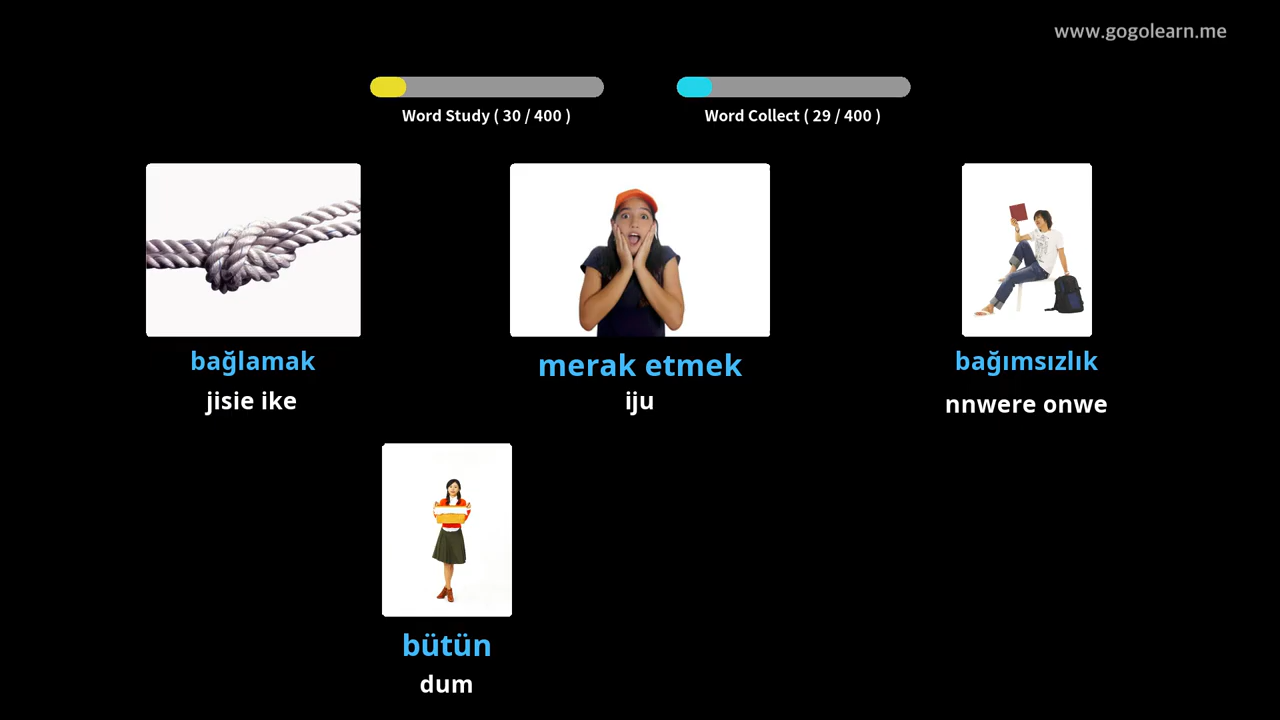 www.gogolearn.me
Word Study ( 30 / 400 )
Word Collect ( 29 / 400 )
bağlamak
jisie ike
merak etmek
iju
bağımsızlık
nnwere onwe
bütün
dum